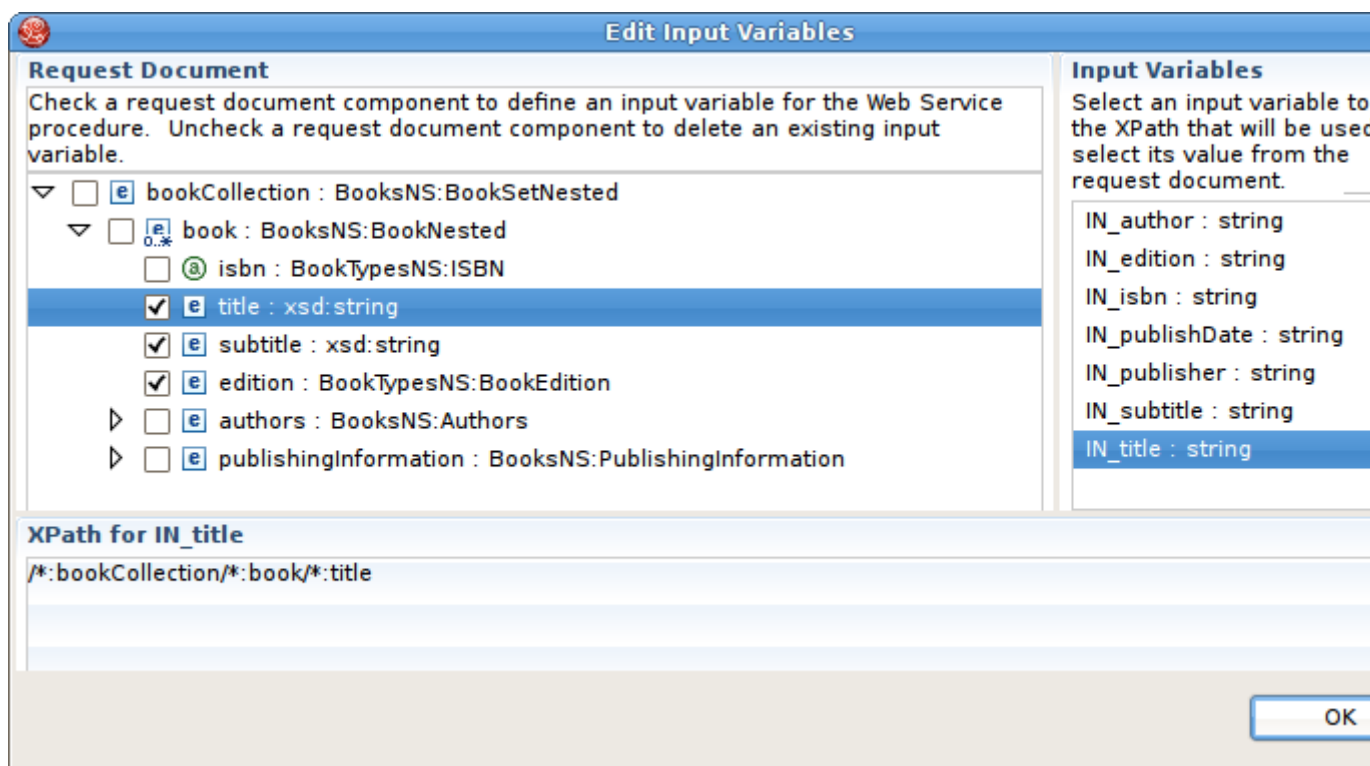 Edit Input Variables
Request Document
Check a request document component to define an input variable for the Web Service
procedure.  Uncheck a request document component to delete an existing input
variable.
e bookCollection : BooksNS:BookSetNested
e 0..* book : BooksNS:BookNested
a isbn : BookTypesNS:ISBN
e title : xsd:string
e subtitle : xsd:string
e edition : BookTypesNS:BookEdition
e authors : BooksNS:Authors
e publishingInformation : BooksNS:PublishingInformation
Input Variables
Select an input variable to
the XPath that will be used
select its value from the
request document.
IN_author : string
IN_edition : string
IN_isbn : string
IN_publishDate : string
IN_publisher : string
IN_subtitle : string
IN_title : string
XPath for IN_title
/*:bookCollection/*:book/*:title
OK